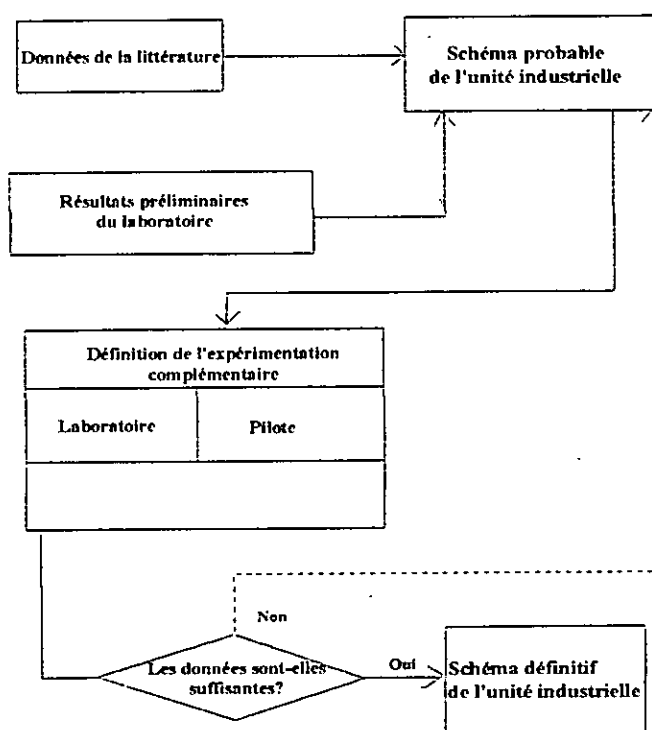 Données de la littérature
Schéma probable
de l'unité industrielle
Résultats préliminaires
du laboratoire
Définition de l'expérimentation
complémentaire
Laboratoire
Pilote
Non
Les données sont-elles
suffisantes?
Oui
Schéma définitif
de l'unité industrielle